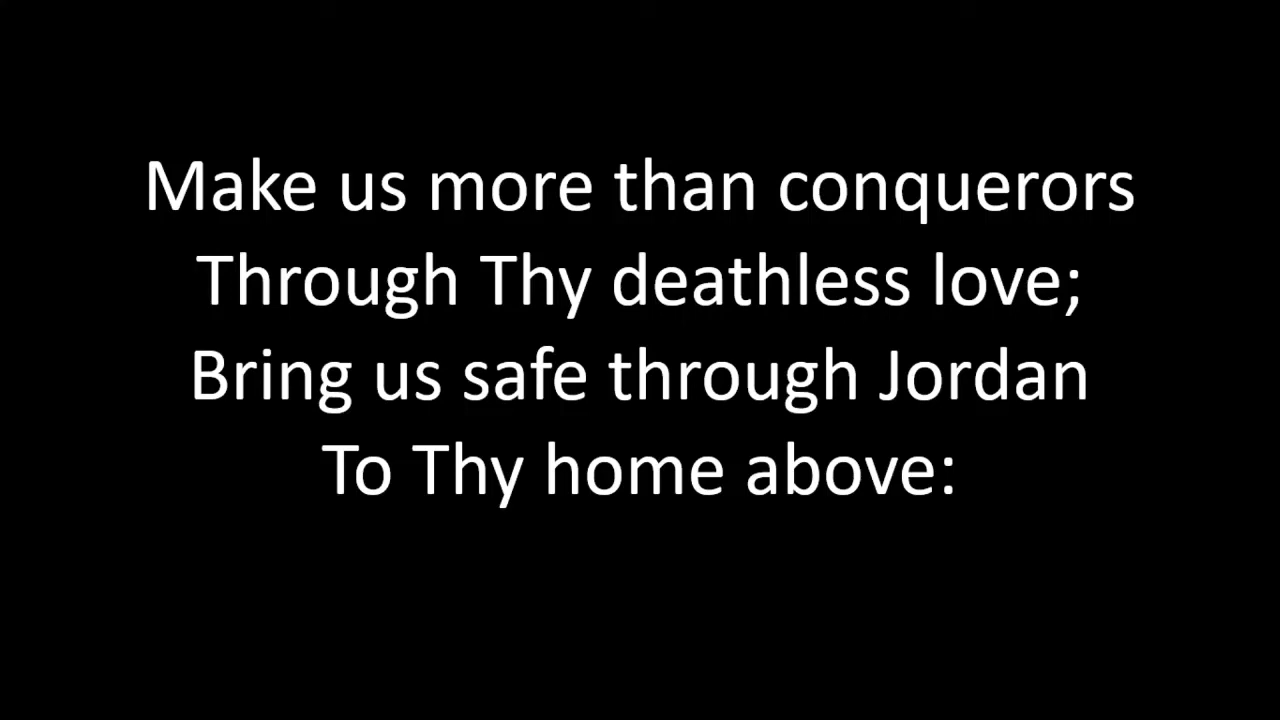 Make us more than conquerors
Through Thy deathless love;
Bring us safe through Jordan
To Thy home above: